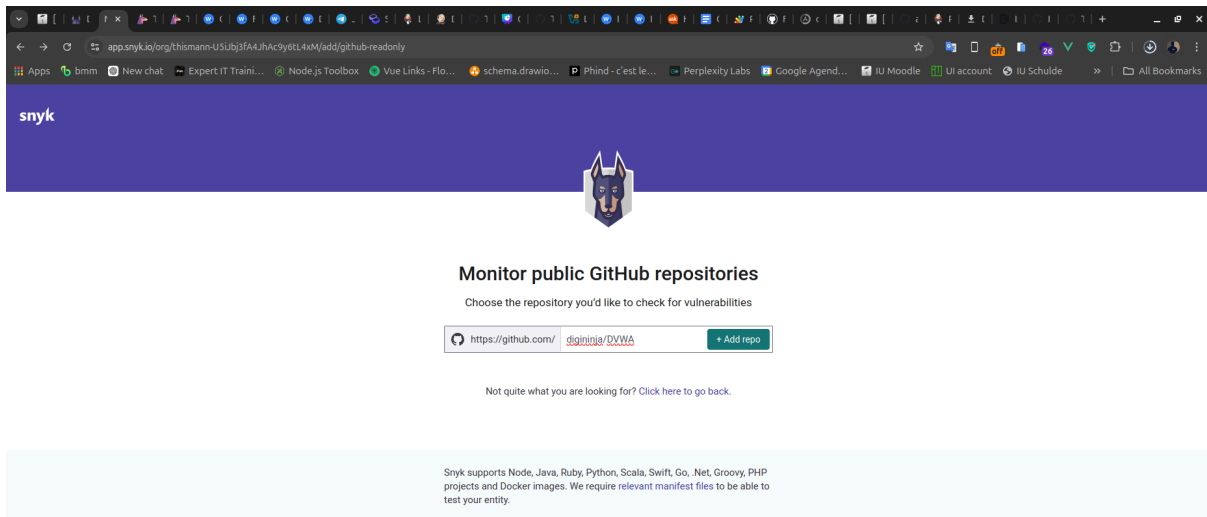 app.snyk.io/org/thismann-U5iJbj3fA4JhAc9y6tL4xM/add/github-readonly
off
26
Apps bmm New chat Expert IT Traini... Node.js Toolbox Vue Links - Flo... schema.drawio... Phind - c'est le... Perplexity Labs Google Agend... IU Moodle UI account IU Schulde » All Bookmarks
snyk
Monitor public GitHub repositories
Choose the repository you'd like to check for vulnerabilities
https://github.com/ digininja/DVWA + Add repo
Not quite what you are looking for? Click here to go back.
Snyk supports Node, Java, Ruby, Python, Scala, Swift, Go, .Net, Groovy, PHP
projects and Docker images. We require relevant manifest files to be able to
test your entity.